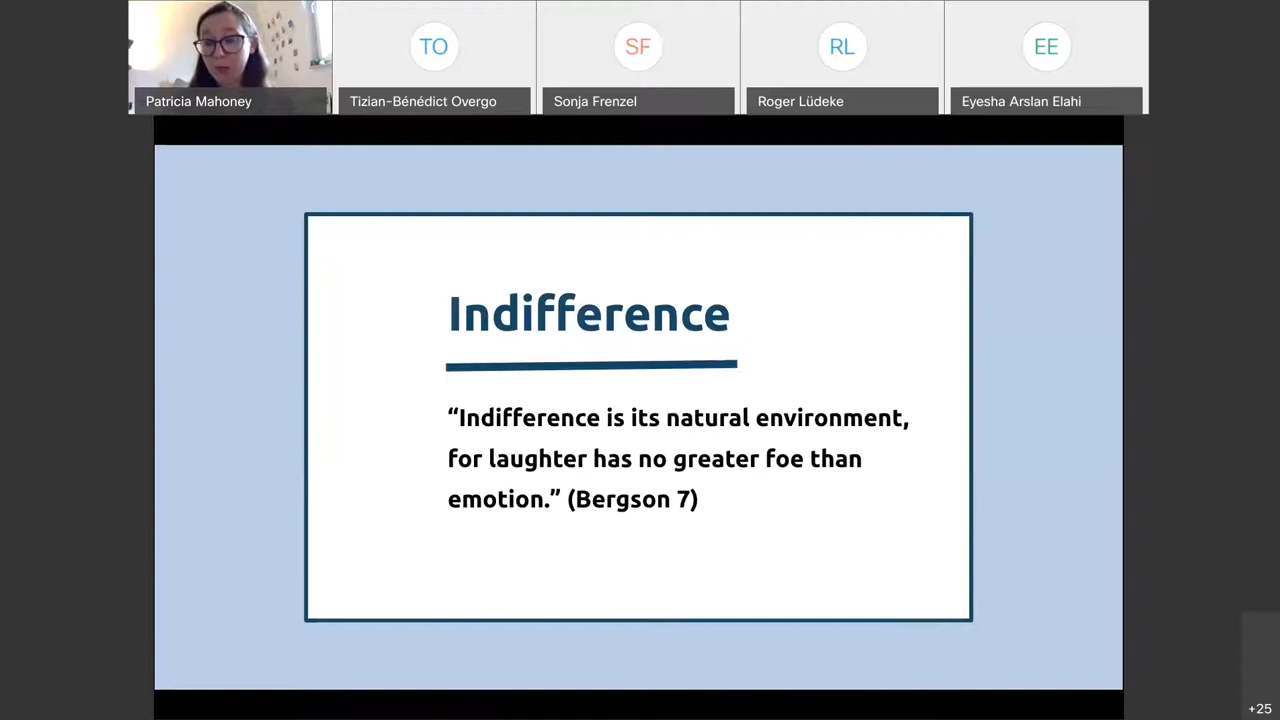 TO
SF
RL
EE
Patricia Mahoney
Tizian-Bénédict Overgo
Sonja Frenzel
Roger Lüdeke
Eyesha Arslan Elahi
Indifference
“Indifference is its natural environment,
for laughter has no greater foe than
emotion.” (Bergson 7)
+25